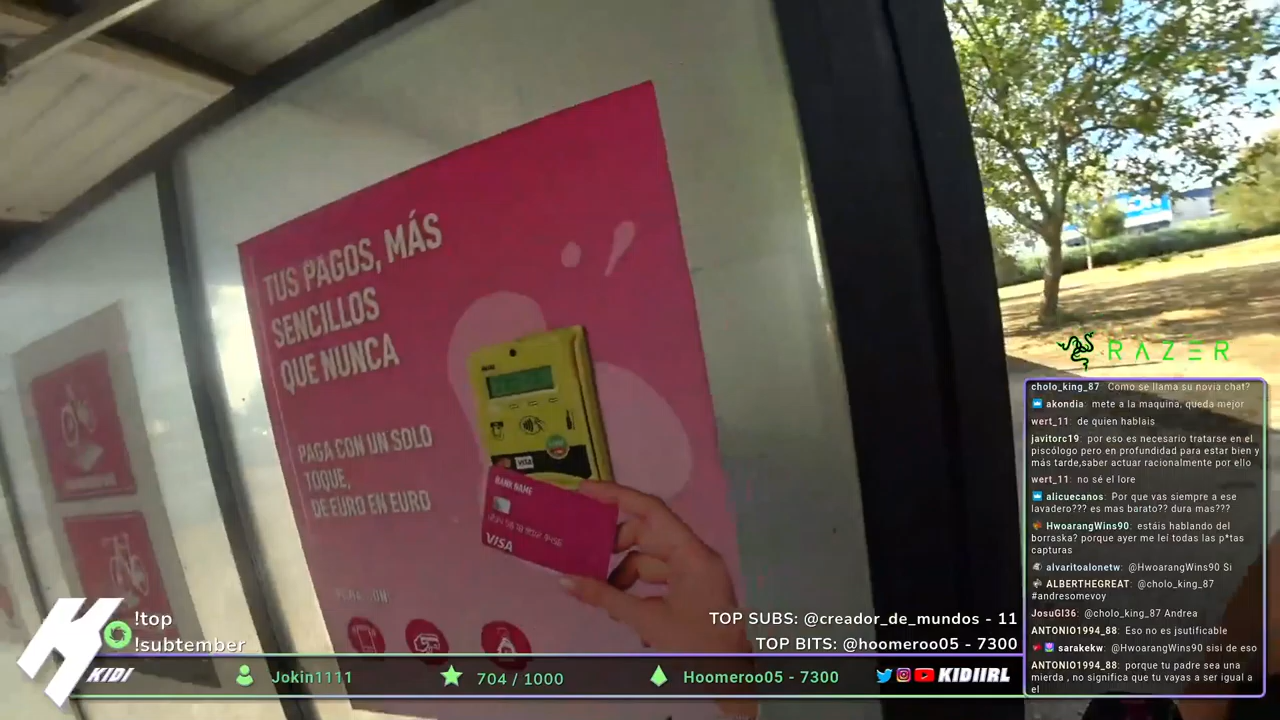 TUS PAGOS, MÁS
SENCILLOS
QUE NUNCA
PAGA CON UN SOLO
TOQUE,
DE EURO EN EURO
VISA
BANK NAME
VISA
RAZER
cholo_king_87: Como se llama su novia chat?
akondia: mete a la maquina, queda mejor
wert_11: de quien hablais
javitorc19: por eso es necesario tratarse en el
piscólogo pero en profundidad para estar bien y
más tarde,saber actuar racionalmente por ello
wert_11: no sé el lore
alicuecanos: Por que vas siempre a ese
lavadero??? es mas barato?? dura mas???
HwoarangWins90: estáis hablando del
borraska? porque ayer me leí todas las p*tas
capturas
alvaritoalonetw: @HwoarangWins90 Si
ALBERTHEGREAT: @cholo_king_87
#andresomevoy
JosuGI36: @cholo_king_87 Andrea
ANTONIO1994_88: Eso no es jsutificable
sarakekw: @HwoarangWins90 sisi de eso
ANTONIO1994_88: porque tu padre sea una
mierda , no significa que tu vayas a ser igual a
el
!top
!subtember
TOP SUBS: @creador_de_mundos - 11
TOP BITS: @hoomeroo05 - 7300
KIDI
Jokin1111
704 / 1000
Hoomeroo05 - 7300
KIDIIRL